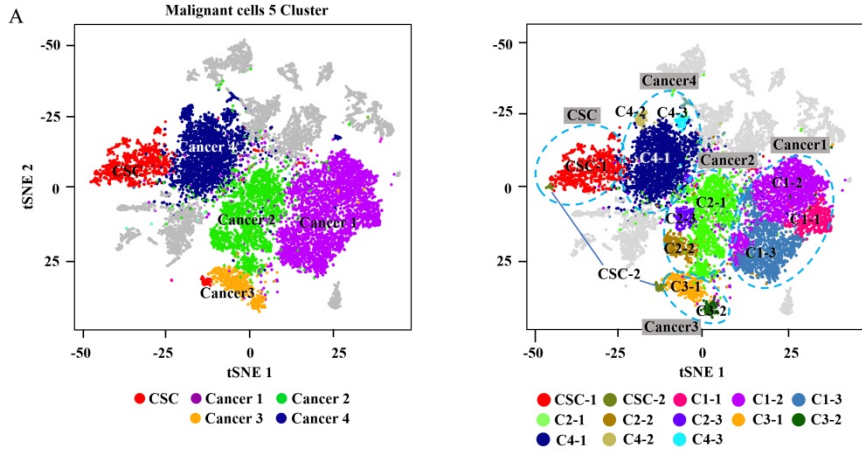 A
Malignant cells 5 Cluster
-50
-25
0
25
tSNE 2
CSC
Cancer 4
Cancer 2
Cancer 1
Cancer3
-50
-25
0
25
tSNE 1
CSC
Cancer 1
Cancer 2
Cancer 3
Cancer 4
-50
-25
0
25
Cancer4
C4-2
C4-3
CSC
CSC-1
C4-1
Cancer2
Cancer1
C1-2
C2-1
C2-3
C1-1
C2-2
C1-3
CSC-2
C3-1
C3-2
Cancer3
-50
-25
0
25
tSNE 1
CSC-1
CSC-2
C1-1
C1-2
C1-3
C2-1
C2-2
C2-3
C3-1
C3-2
C4-1
C4-2
C4-3